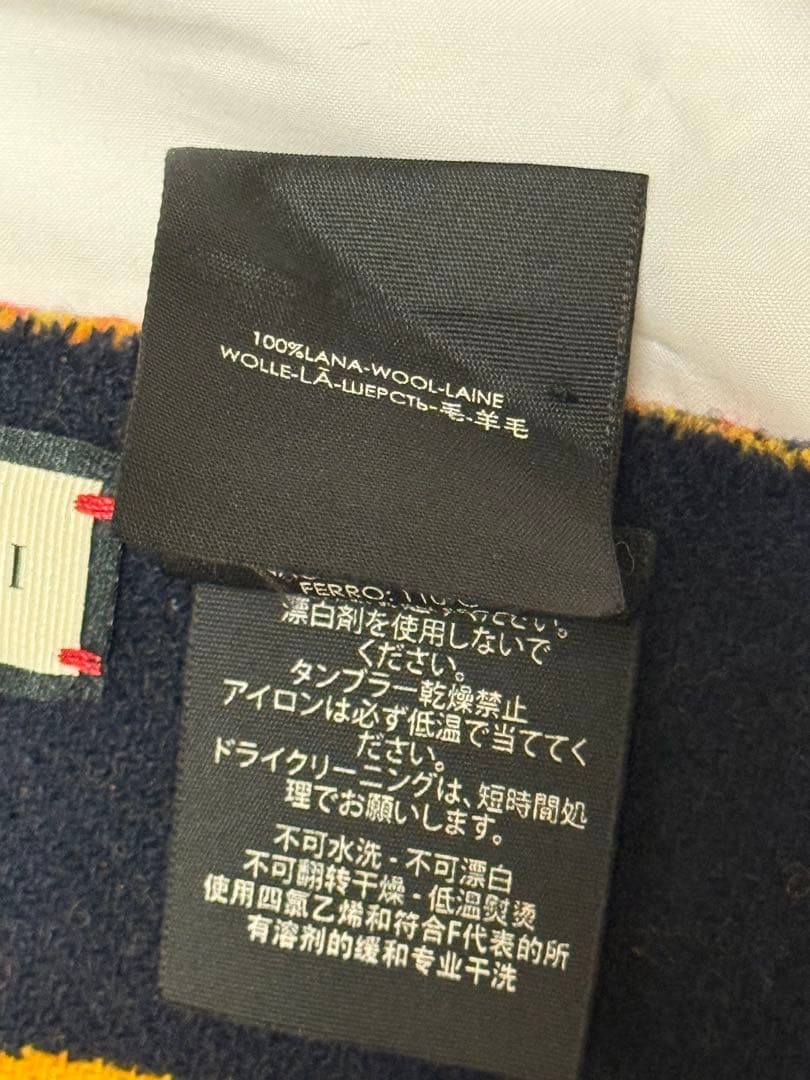 100%LANA-WOOL-LAINE
WOLLE-LÃ-ШЕРСТЬ-毛-羊毛
I
FERRO: 110
ください。
漂白剤を使用しないで
ください。
タンブラー乾燥禁止
アイロンは必ず低温で当ててく
ださい。
ドライクリーニングは、短時間処
理でお願いします。
不可水洗 - 不可漂白
不可翻转干燥 - 低温熨烫
使用四氯乙烯和符合F代表的所
有溶剂的缓和专业干洗